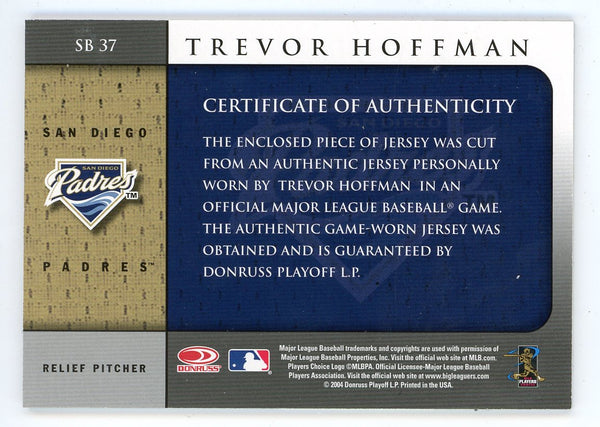 SB 37
TREVOR HOFFMAN
SAN DIEGO
SAN DIEGO
Padres™
PADRES™
CERTIFICATE OF AUTHENTICITY
THE ENCLOSED PIECE OF JERSEY WAS CUT
FROM AN AUTHENTIC JERSEY PERSONALLY
WORN BY TREVOR HOFFMAN IN AN
OFFICIAL MAJOR LEAGUE BASEBALL® GAME.
THE AUTHENTIC GAME-WORN JERSEY WAS
OBTAINED AND IS GUARANTEED BY
DONRUSS PLAYOFF L.P.
RELIEF PITCHER
DONRUSS
Major League Baseball trademarks and copyrights are used with permission of
Major League Baseball Properties, Inc. Visit the official web site at MLB.com.
Players Choice Logo ©MLBPA. Official Licensee-Major League Baseball
Players Association. Visit the official web site at www.bigleaguers.com
© 2004 Donruss Playoff L.P. Printed in the USA.
PLAYERS